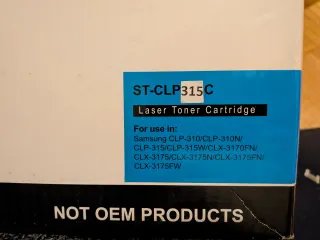 ST-CLP315C
Laser Toner Cartridge
For use in:
Samsung CLP-310/CLP-310N/
CLP-315/CLP-315W/CLX-3170FN/
CLX-3175/CLX-3175N/CLX-3175FN/
CLX-3175FW
NOT OEM PRODUCTS